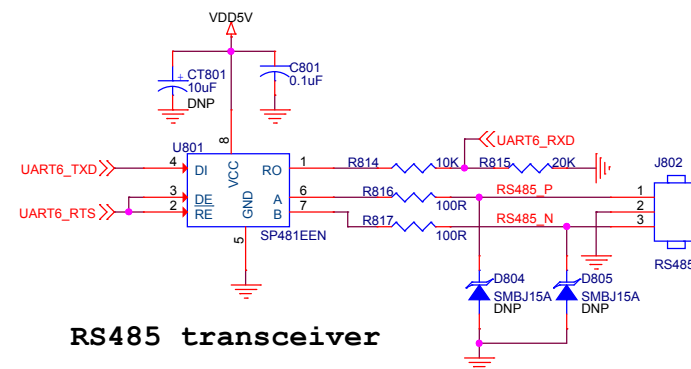 VDD5V
CT801
10uF
DNP
+
C801
0.1uF
U801
UART6_RXD
UART6_TXD
4
DI
VCC
8
RO
1
R814
10K
R815
20K
J802
UART6_RTS
3
DE
2
RE
GND
5
A
6
B
7
R816
100R
RS485_P
1
2
R817
100R
RS485_N
3
SP481EEN
RS485
D804
SMBJ15A
DNP
D805
SMBJ15A
DNP
RS485 transceiver